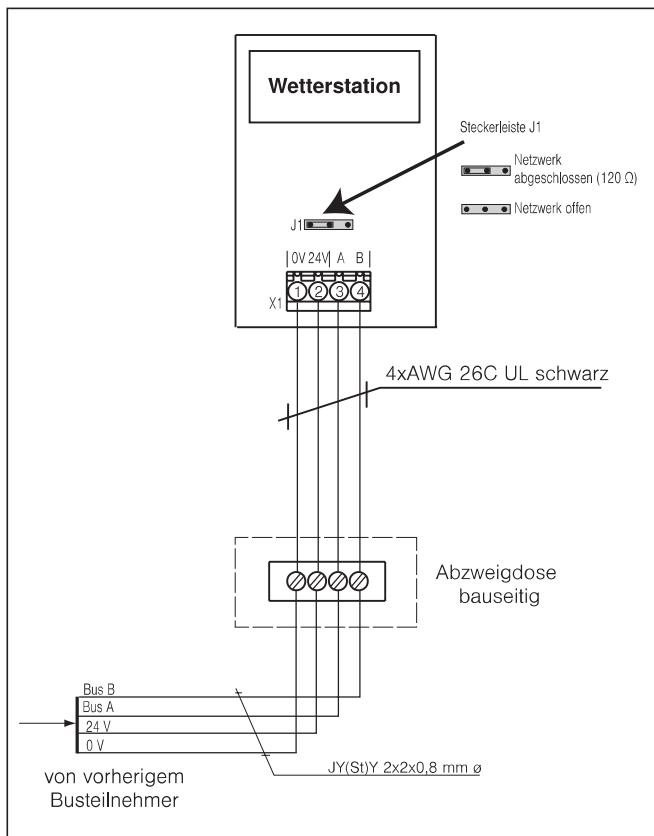 Wetterstation
Steckerleiste J1
Netzwerk
abgeschlossen (120 Ω)
Netzwerk offen
J1
0V 24V A B
X1
1 2 3 4
4xAWG 26C UL schwarz
Abzweigdose
bauseitig
Bus B
Bus A
24 V
0 V
von vorherigem
Busteilnehmer
JY(St)Y 2x2x0,8 mm ø